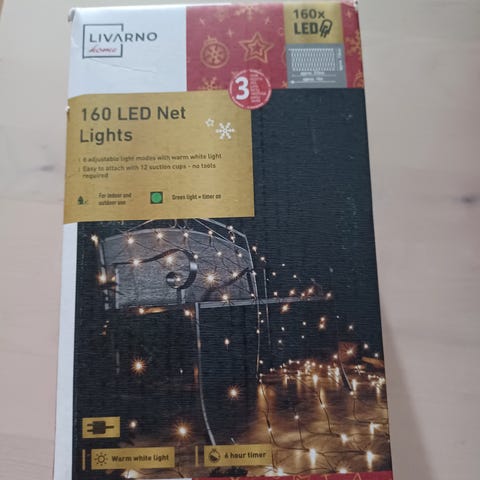 LIVARNO
home
160x
LED
3
160 LED Net
Lights
6 adjustable light modes with warm white light
Easy to attach with 12 suction cups - no tools
required
For indoor and
outdoor use
Green light = timer on
Warm white light
6 hour timer